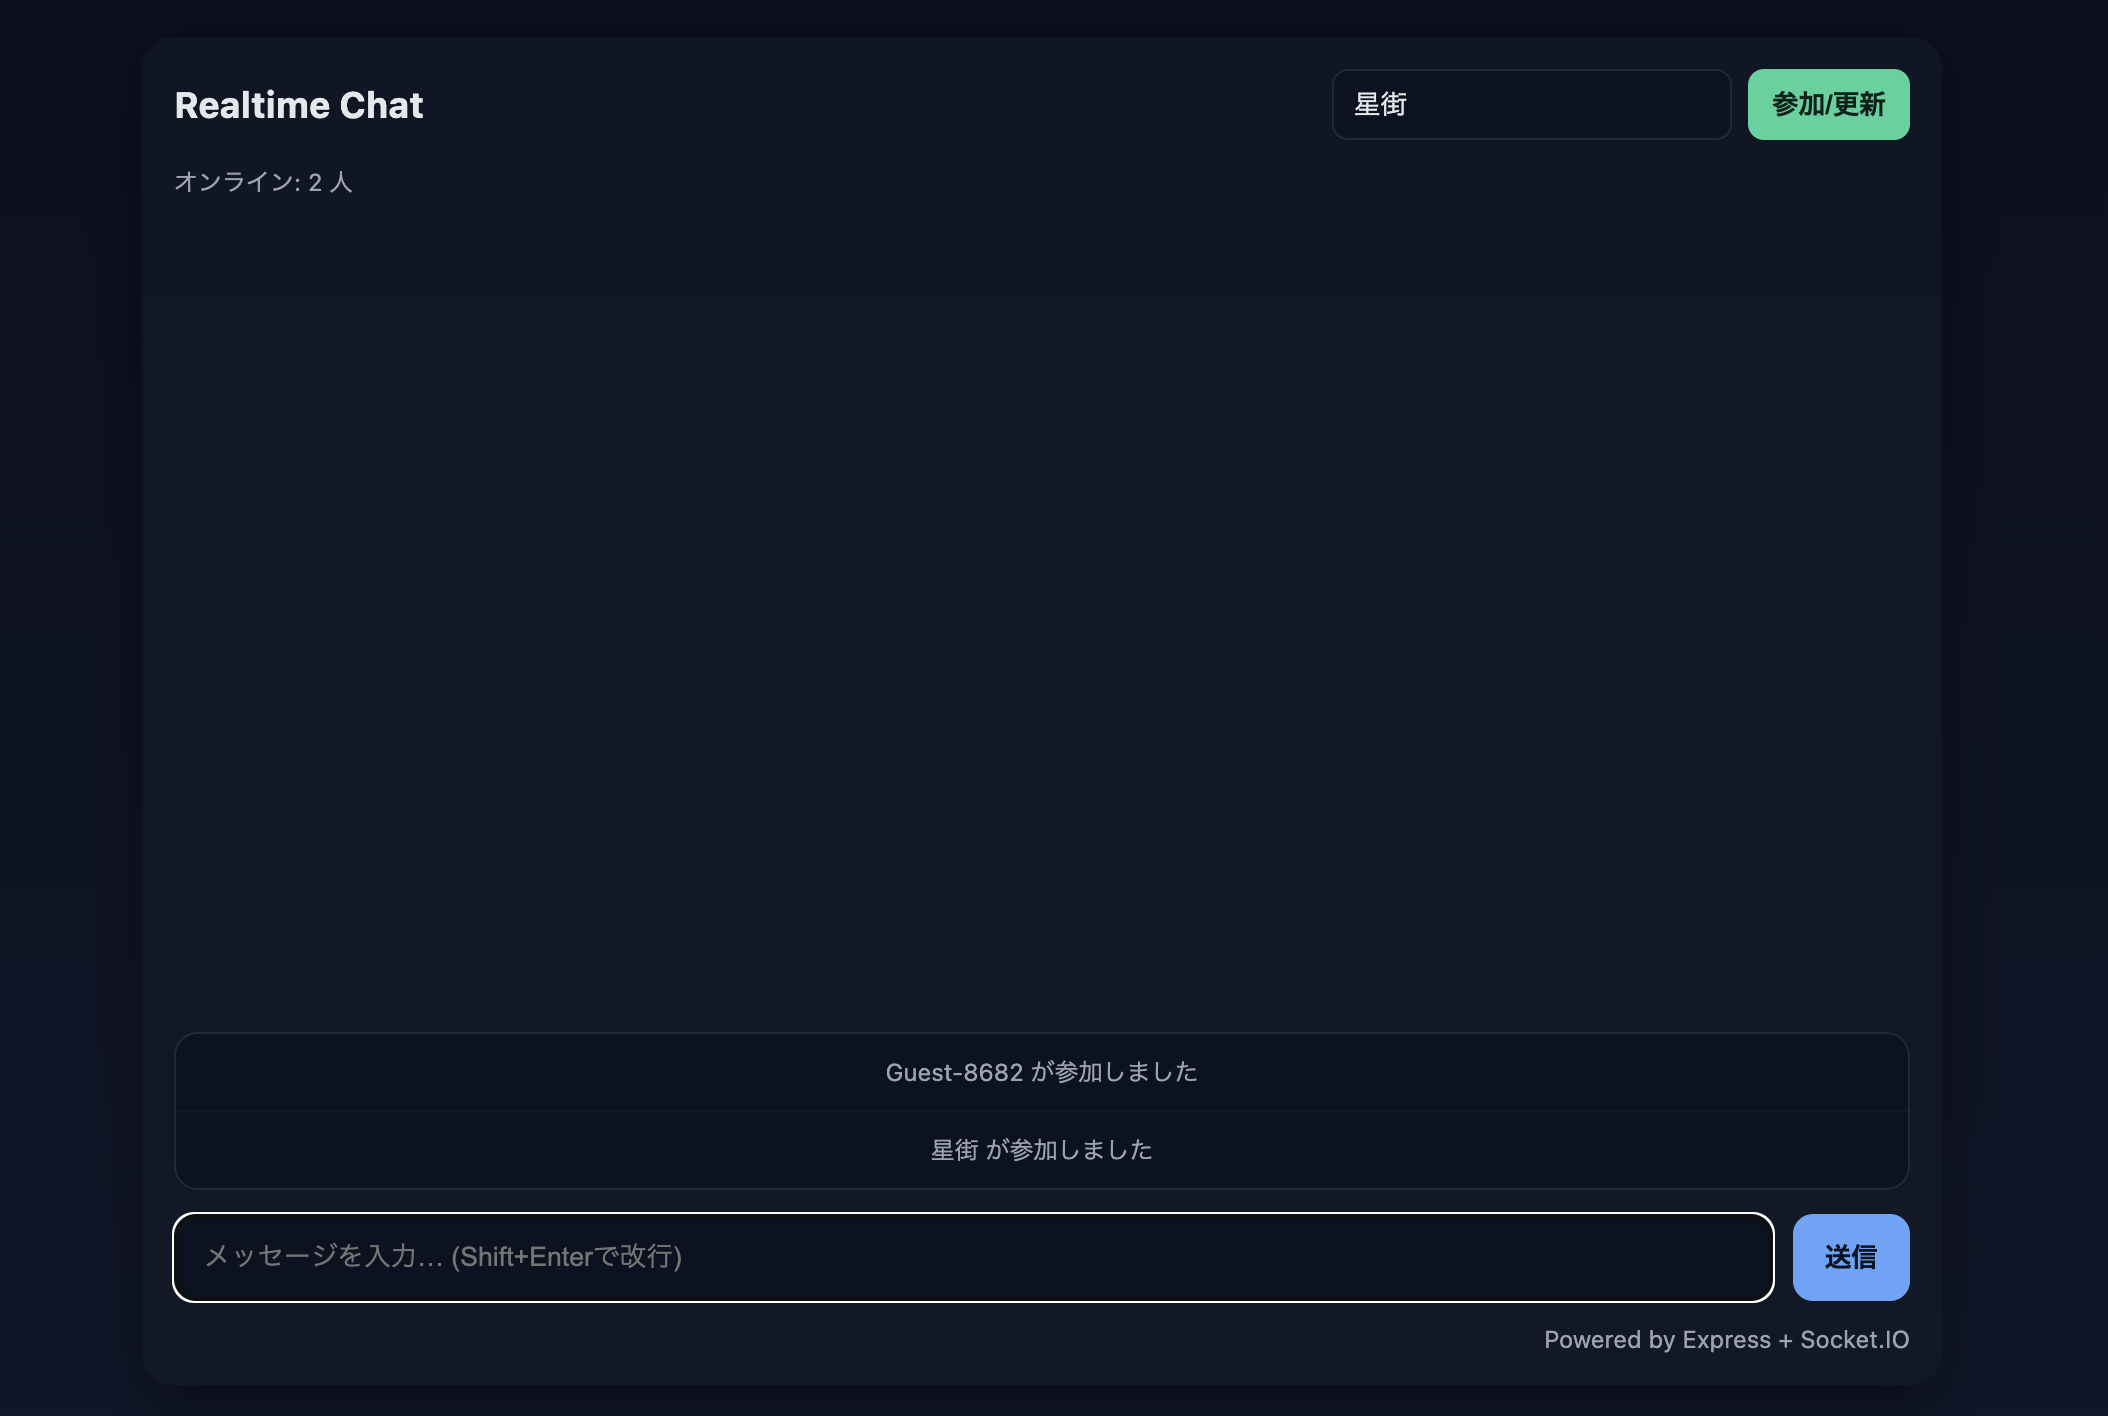 Realtime Chat
星街
参加/更新
オンライン: 2 人
Guest-8682 が参加しました
星街 が参加しました
メッセージを入力… (Shift+Enterで改行)
送信
Powered by Express + Socket.IO